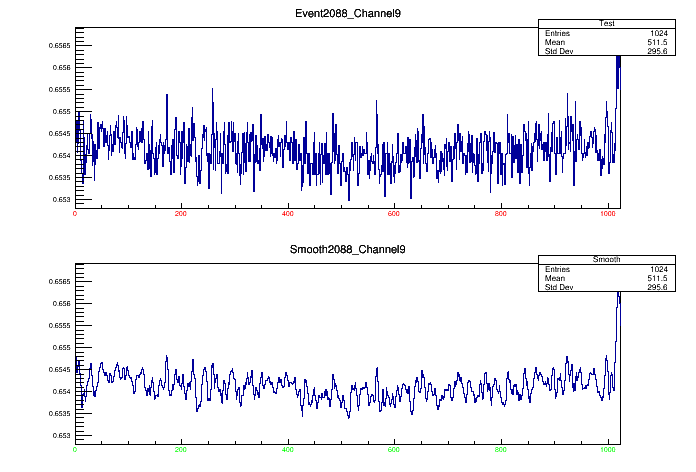 Event2088_Channel9
Test
Entries 1024
Mean 511.5
Std Dev 295.6
0.6565
0.656
0.6555
0.655
0.6545
0.654
0.6535
0.653
0 200 400 600 800 1000
Smooth2088_Channel9
Smooth
Entries 1024
Mean 511.5
Std Dev 295.6
0.6565
0.656
0.6555
0.655
0.6545
0.654
0.6535
0.653
0 200 400 600 800 1000